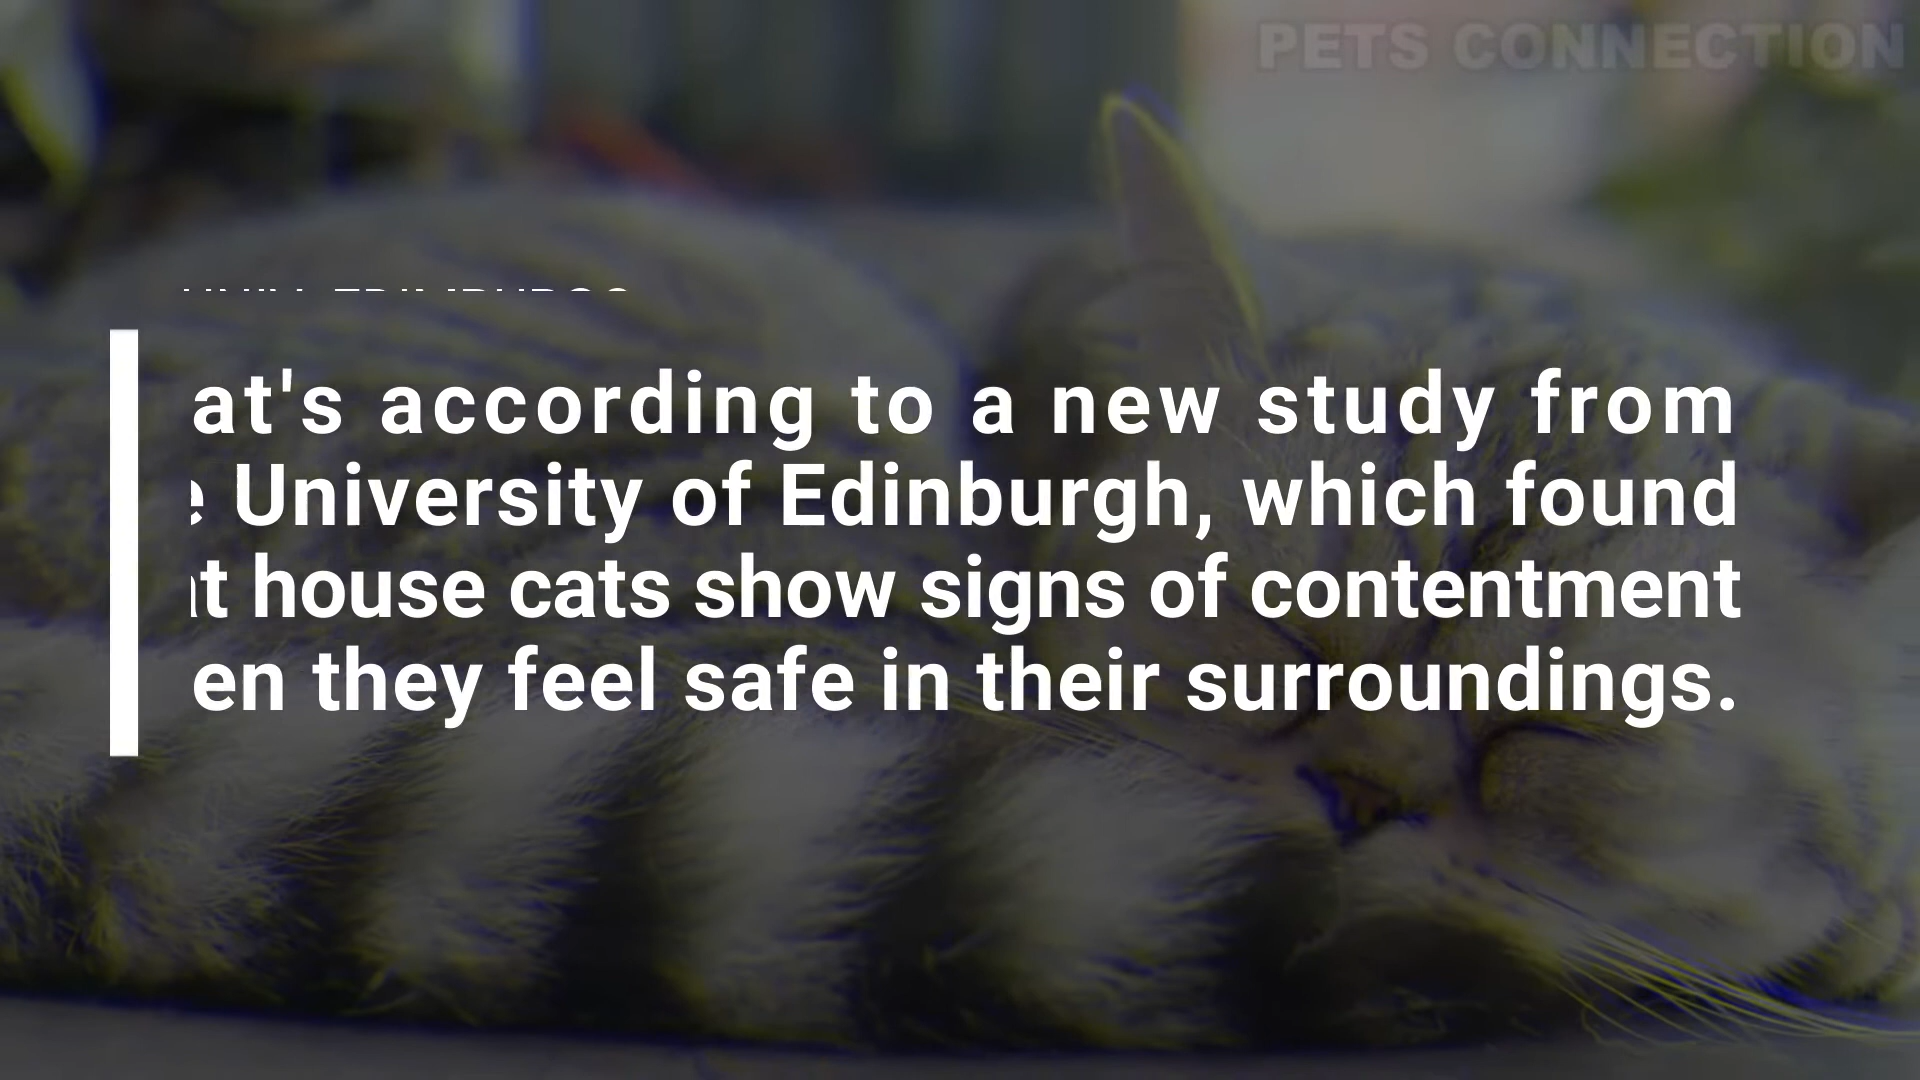 PETS CONNECTION
at's according to a new study from
University of Edinburgh, which found
t house cats show signs of contentment
en they feel safe in their surroundings.